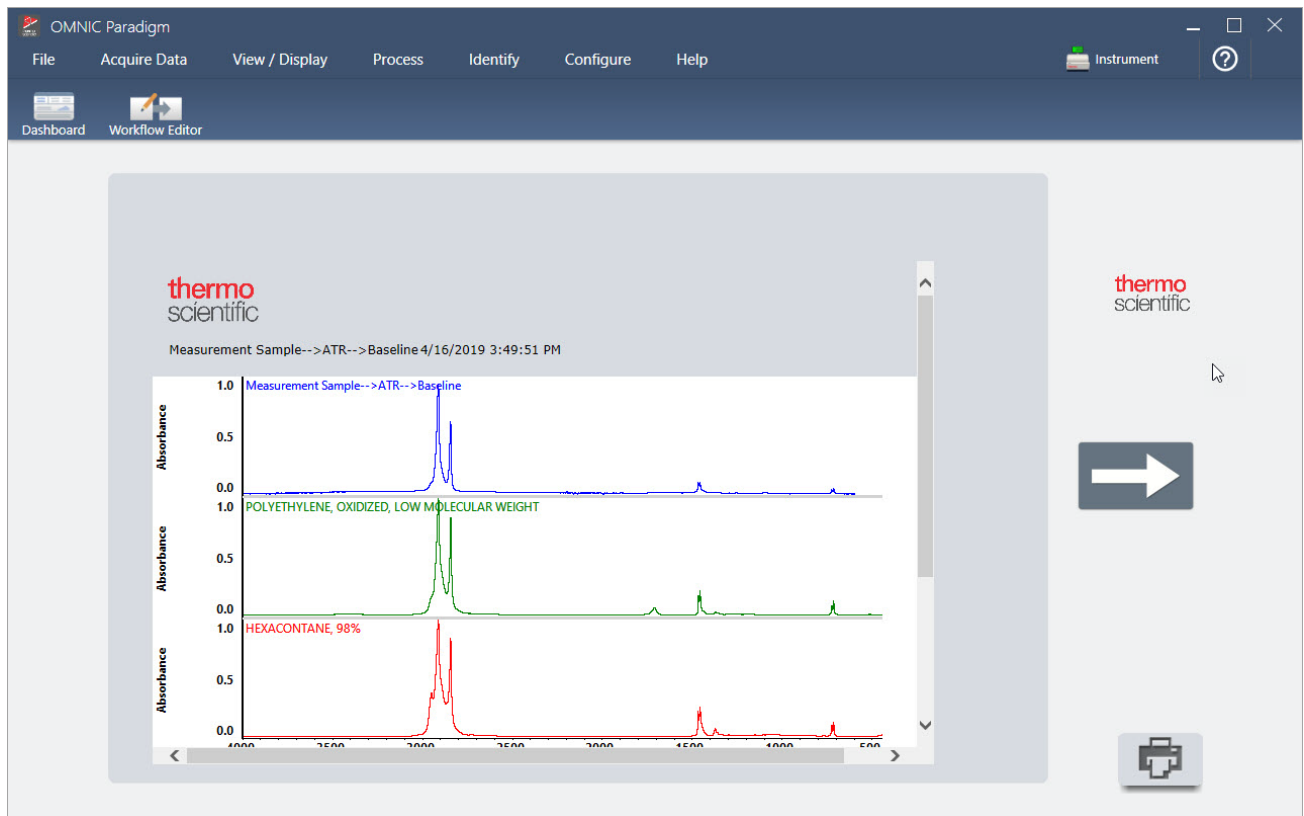 OMNIC Paradigm
File Acquire Data View / Display Process Identify Configure Help Instrument ?
Dashboard Workflow Editor
thermo
scientific
thermo
scientific
Measurement Sample-->ATR-->Baseline 4/16/2019 3:49:51 PM
1.0 Measurement Sample-->ATR-->Baseline
Absorbance
0.5
0.0
1.0 POLYETHYLENE, OXIDIZED, LOW MOLECULAR WEIGHT
Absorbance
0.5
0.0
1.0 HEXACONTANE, 98%
Absorbance
0.5
0.0